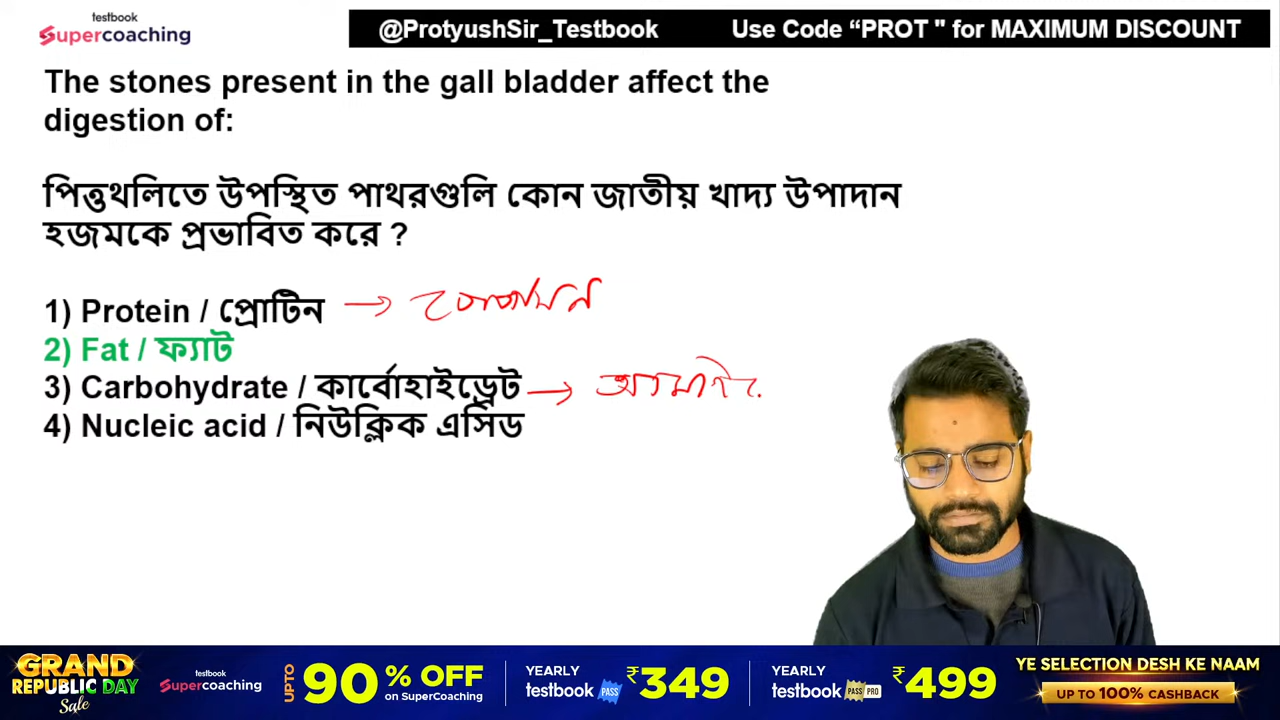 testbook
Supercoaching
@ProtyushSir_Testbook Use Code “PROT " for MAXIMUM DISCOUNT
The stones present in the gall bladder affect the
digestion of:
পিত্তথলিতে উপস্থিত পাথরগুলি কোন জাতীয় খাদ্য উপাদান
হজমকে প্রভাবিত করে ?
1) Protein / প্রোটিন →
2) Fat / ফ্যাট
3) Carbohydrate / কার্বোহাইড্রেট →
4) Nucleic acid / নিউক্লিক এসিড
GRAND
REPUBLIC DAY
Sale
testbook
Supercoaching
UPTO 90% OFF
on SuperCoaching
YEARLY
testbook PASS ₹349
YEARLY
testbook PASS PRO ₹499
YE SELECTION DESH KE NAAM
UP TO 100% CASHBACK